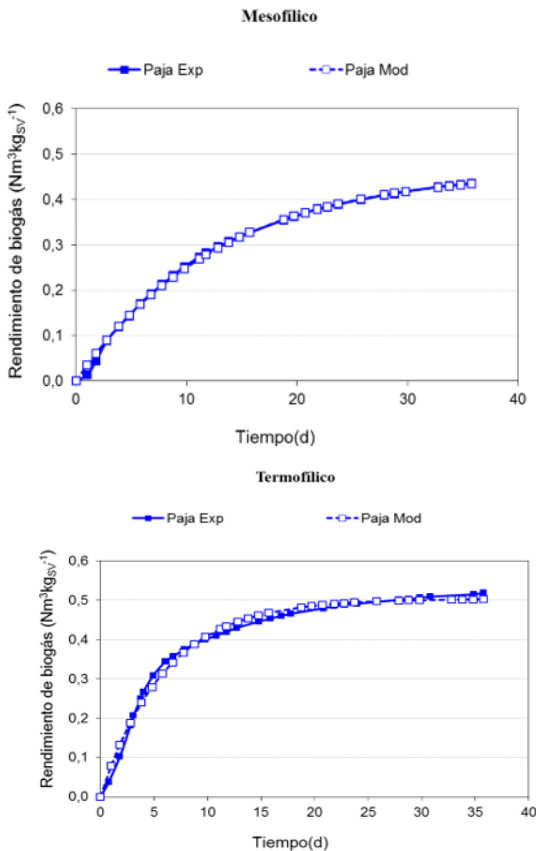 Mesofílico
Paja Exp
Paja Mod
Rendimiento de biogás (Nm³kgSV⁻¹)
0,6
0,5
0,4
0,3
0,2
0,1
0,0
0
10
20
30
40
Tiempo(d)
Termofílico
Paja Exp
Paja Mod
Rendimiento de biogás (Nm³kgSV⁻¹)
0,6
0,5
0,4
0,3
0,2
0,1
0,0
0
5
10
15
20
25
30
35
40
Tiempo(d)